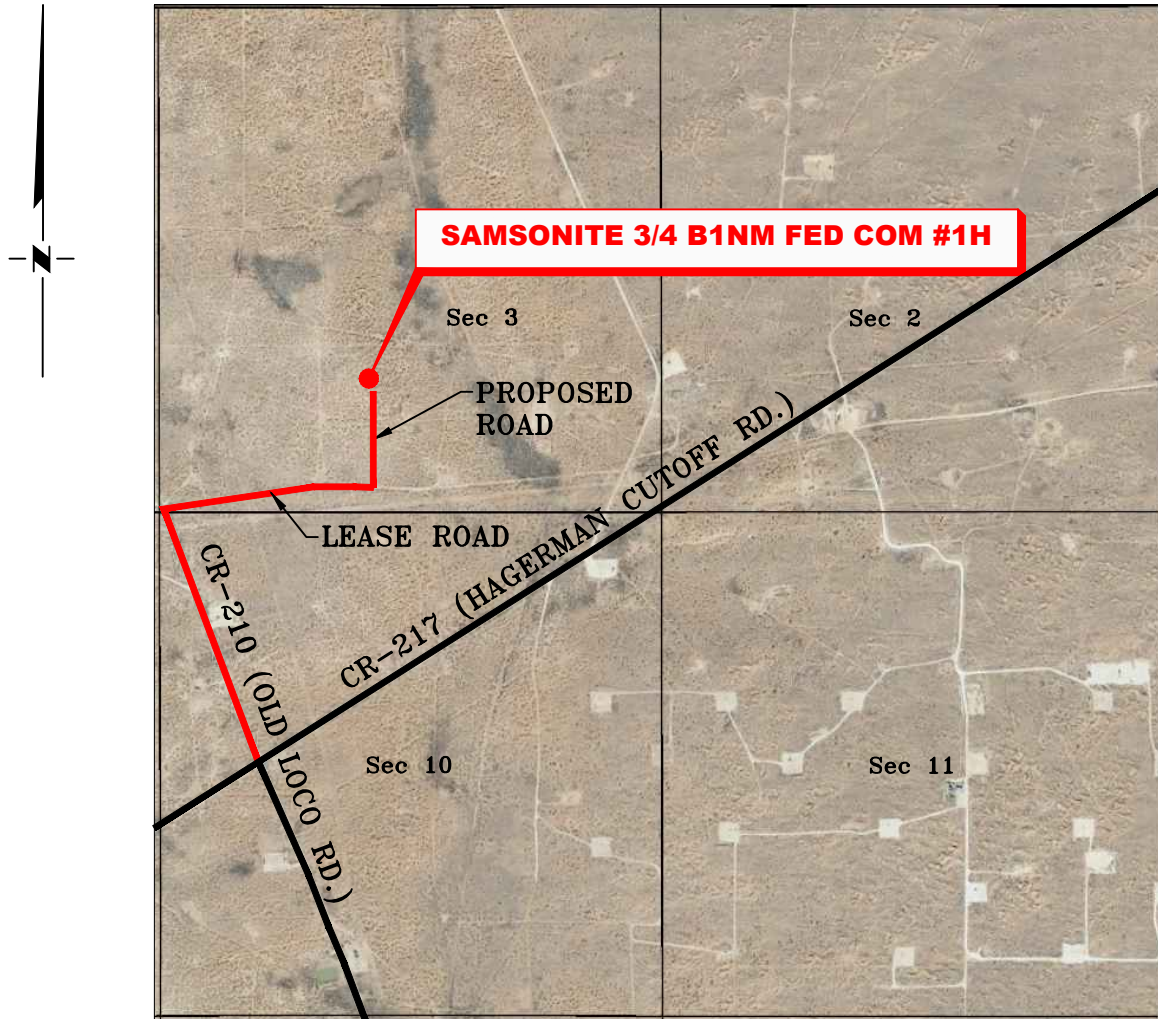 SAMSONITE 3/4 B1NM FED COM #1H
N
Sec 3
Sec 2
PROPOSED
ROAD
LEASE ROAD
CR-217 (HAGERMAN CUTOFF RD.)
CR-210 (OLD LOCO RD.)
Sec 10
Sec 11